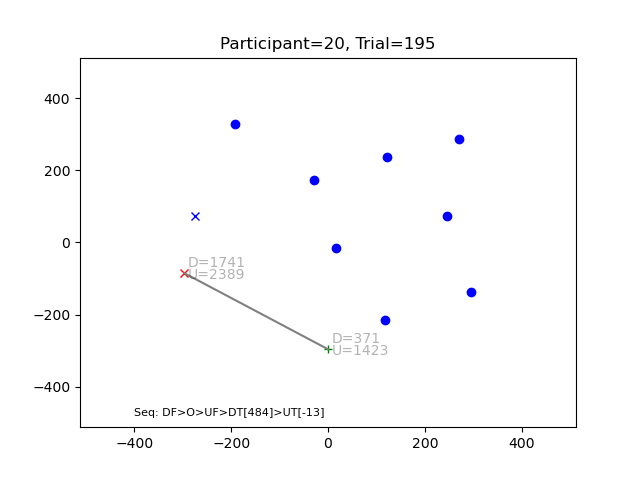 Participant=20, Trial=195
400
200
0
−200
−400
D=1741
U=2389
D=371
U=1423
Seq: DF>O>UF>DT[484]>UT[-13]
−400 −200 0 200 400